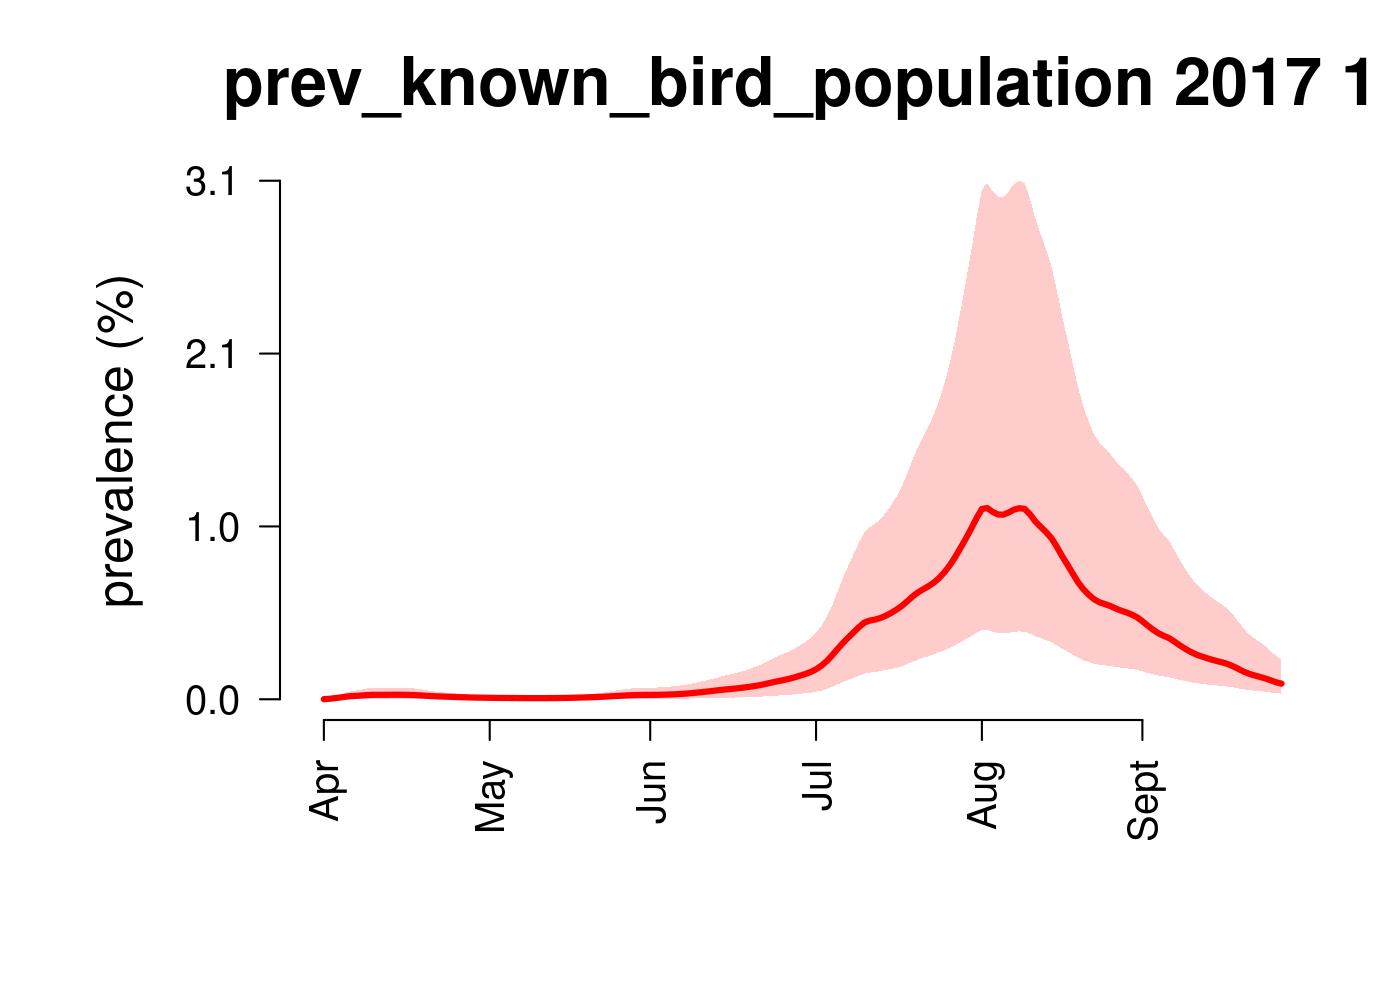 prev_known_bird_population 2017 1
prevalence (%)
3.1
2.1
1.0
0.0
Apr
May
Jun
Jul
Aug
Sept